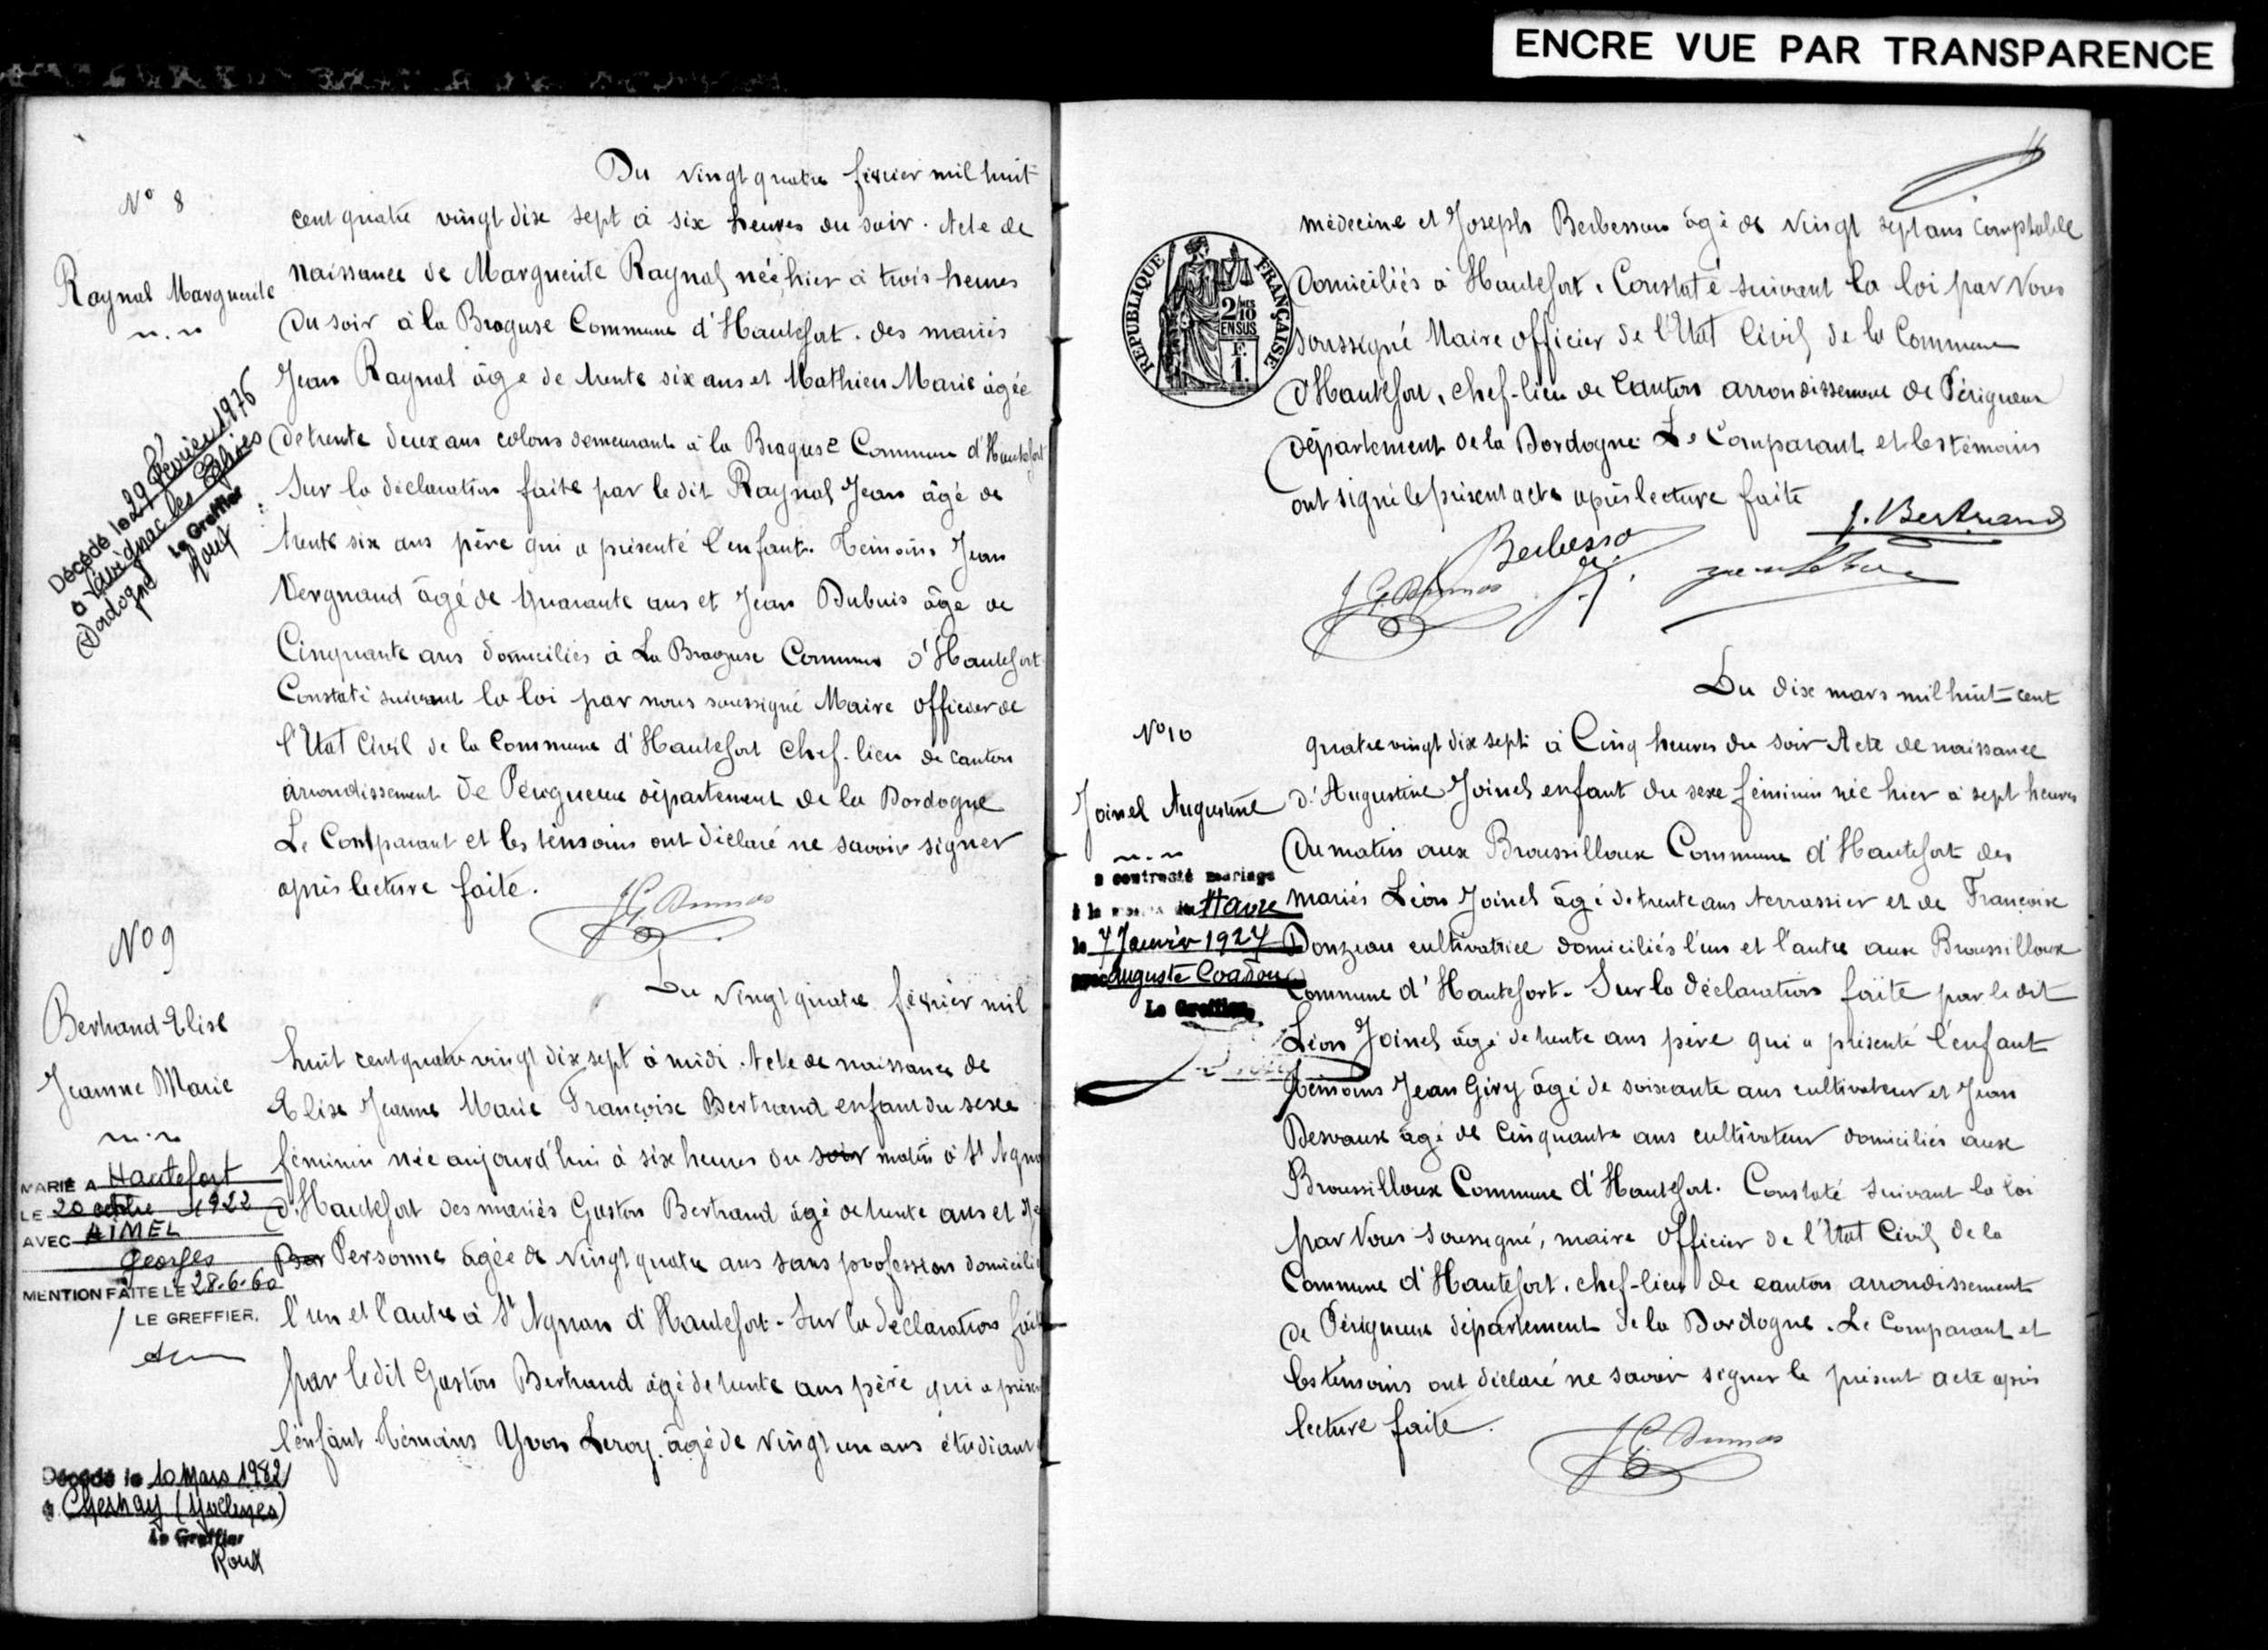 ENCRE VUE PAR TRANSPARENCE
N° 8
Raynal Marguerite
n.n
Décédé le 29 Février 1976
à Savignac les Eglises
Dordogne
Le Greffier
Roux
Du vingt quatre février mil huit
cent quatre vingt dix sept à six heures du soir. Acte de
naissance de Marguerite Raynal née hier à trois heures
du soir à la Braguse Commune d'Hautefort. des mariés
Jean Raynal âge de trente six ans et Mathieu Marie âgée
de trente deux ans colons demeurants à la Braguse Commune d'Hautefort
Sur la déclaration faite par le dit Raynal Jean âgé de
trente six ans père qui a présenté l'enfant. Témoins Jean
Vergnaud âgé de quarante ans et Jean Dubuis âge de
Cinquante ans domiciliés à La Braguse Commune d'Hautefort
Constaté suivant la loi par nous soussigné Maire officier de
l'Etat Civil de la Commune d'Hautefort chef-lieu de canton
arrondissement de Périgueux département de la Dordogne
Le Comparant et les témoins ont déclaré ne savoir signer
après lecture faite.
JG Dumas
N° 9
Bertrand Elise
Jeanne Marie
n.n
MARIÉ A Hautefort
LE 20 octobre 1922
AVEC AIMEL
Georges
MENTION FAITE LE 28.6.60
LE GREFFIER.
Décédé le 10 Mars 1982
à Chesnay (Yvelines)
Le Greffier
Roux
Du vingt quatre février mil
huit cent quatre vingt dix sept à midi. Acte de naissance de
Elise Jeanne Marie Françoise Bertrand enfant du sexe
féminin née aujourd'hui à six heures du soir matin à St Agnan
d'Hautefort des mariés Gaston Bertrand âgé de trente ans et
Personne âgée de vingt quatre ans sans profession domiciliés
l'un et l'autre à St Agnan d'Hautefort. Sur la déclaration faite
par le dit Gaston Bertrand âgé de trente ans père qui a présenté
l'enfant Témoins Yvon Leroy âgé de vingt un ans étudiant
11
RÉPUBLIQUE FRANÇAISE
2 MES 10
EN SUS
F.
1.
médecine et Joseph Berbesson âgé de vingt sept ans Comptable
Domiciliés à Hautefort. Constaté suivant la loi par Nous
soussigné Maire officier de l'Etat Civil de la Commune
d'Hautefort, chef-lieu de Canton arrondissement de Périgueux
département de la Dordogne Le Comparant et les témoins
ont signé le présent acte après lecture faite
J. Bertrand
Berbesso
JG Dumas
N° 10
Joinel Augustine
n.n
a contracté mariage
à la mairie du Havre
le 7 Janvier 1927
avec Auguste Coadou
Le Greffier
Du dix mars mil huit-cent
quatre vingt dix sept à Cinq heures du soir Acte de naissance
d'Augustine Joinel enfant du sexe féminin née hier à sept heures
du matin aux Broussilloux Commune d'Hautefort des
mariés Léon Joinel âgé de trente ans terrassier et de Françoise
Donzeau cultivatrice domiciliés l'un et l'autre aux Broussilloux
Commune d'Hautefort. Sur la déclaration faite par le dit
Léon Joinel âgé de trente ans père qui a présenté l'enfant
Témoins Jean Giry âgé de soixante ans cultivateur et Jean
Desvaux âgé de Cinquante ans cultivateur domiciliés aux
Broussilloux Commune d'Hautefort. Constaté suivant la loi
par Nous soussigné, maire Officier de l'Etat Civil de la
Commune d'Hautefort, chef-lieu de canton arrondissement
de Périgueux département de la Dordogne. Le Comparant et
les témoins ont déclaré ne savoir signer le présent acte après
lecture faite.
JG Dumas